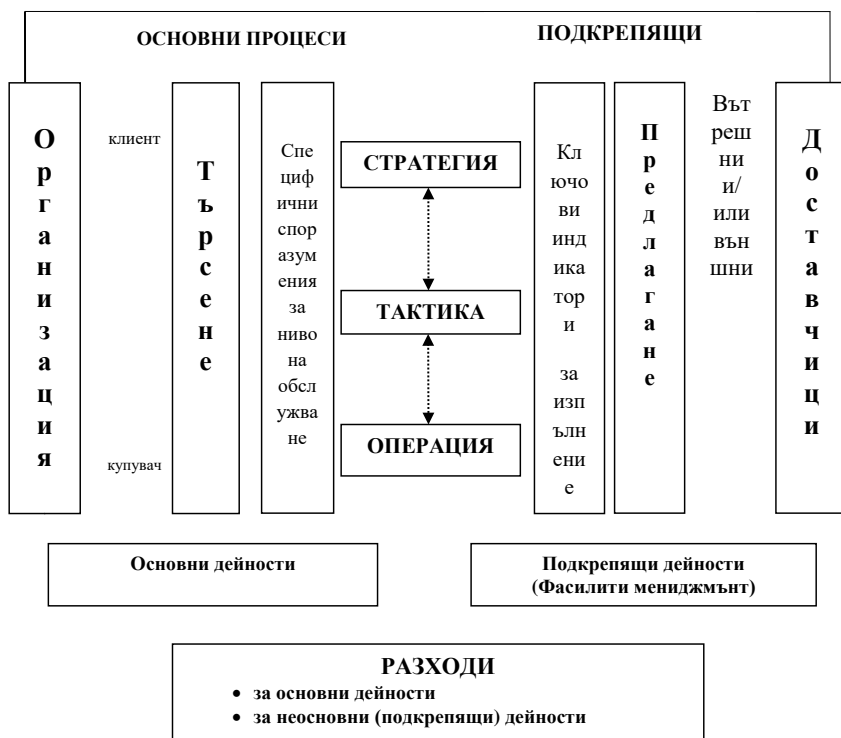 ОСНОВНИ ПРОЦЕСИ
ПОДКРЕПЯЩИ
О
р
г
а
н
и
з
а
ц
и
я
клиент
купувач
Т
ъ
р
с
е
н
е
Спе
циф
ични
спор
азум
ения
за
ниво
на
обсл
ужва
не
СТРАТЕГИЯ
ТАКТИКА
ОПЕРАЦИЯ
Кл
ючо
ви
инд
ика
тор
и
за
изп
ълн
ени
е
П
р
е
д
л
а
г
а
н
е
Вът
реш
ни
и/
или
вън
шни
Д
о
с
т
а
в
ч
и
ц
и
Основни дейности
Подкрепящи дейности
(Фасилити мениджмънт)
РАЗХОДИ
• за основни дейности
• за неосновни (подкрепящи) дейности